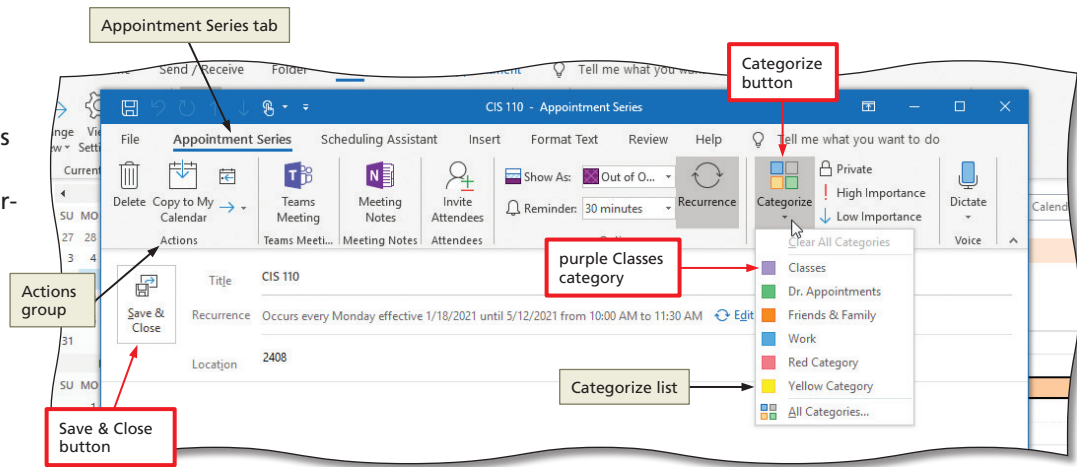 Appointment Series tab
Send / Receive Folder Tell me what you
Categorize
button
CIS 110 - Appointment Series
s
r-
File Appointment Series Scheduling Assistant Insert Format Text Review Help Tell me what you want to do
Current
Delete Copy to My
Calendar
Teams
Meeting
Meeting
Notes
Invite
Attendees
Show As: Out of O...
Reminder: 30 minutes
Recurrence
Categorize
Private
High Importance
Low Importance
Dictate
Calend
Actions Teams Meeti... Meeting Notes Attendees Voice
SU MO
27 28
3 4
31
SU MO
1
Clear All Categories
Classes
Dr. Appointments
Friends & Family
Work
Red Category
Yellow Category
All Categories...
purple Classes
category
Actions
group
Save &
Close
Title CIS 110
Recurrence Occurs every Monday effective 1/18/2021 until 5/12/2021 from 10:00 AM to 11:30 AM Edit
Location 2408
Categorize list
Save & Close
button